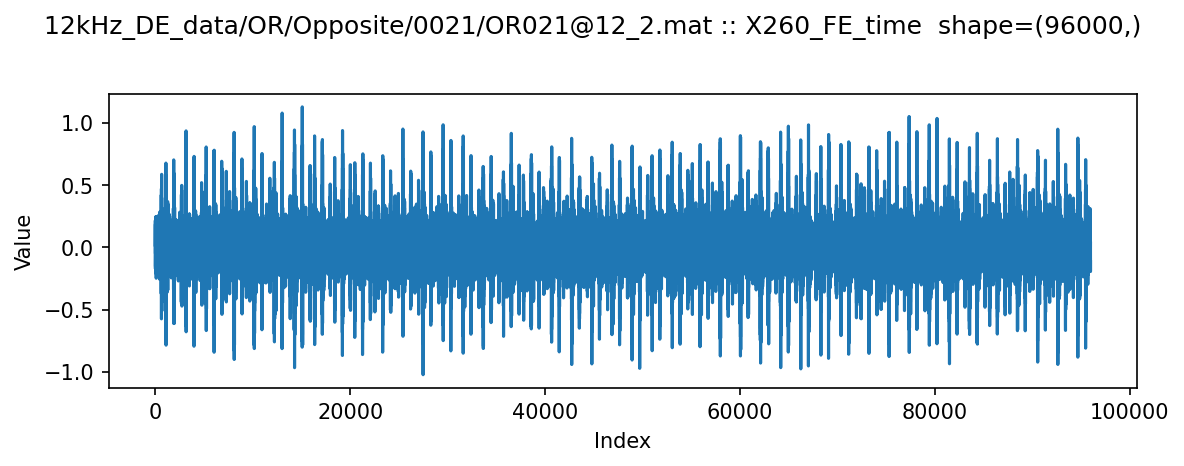 12kHz_DE_data/OR/Opposite/0021/OR021@12_2.mat :: X260_FE_time  shape=(96000,)
1.0
0.5
0.0
−0.5
−1.0
Value
0 20000 40000 60000 80000 100000
Index